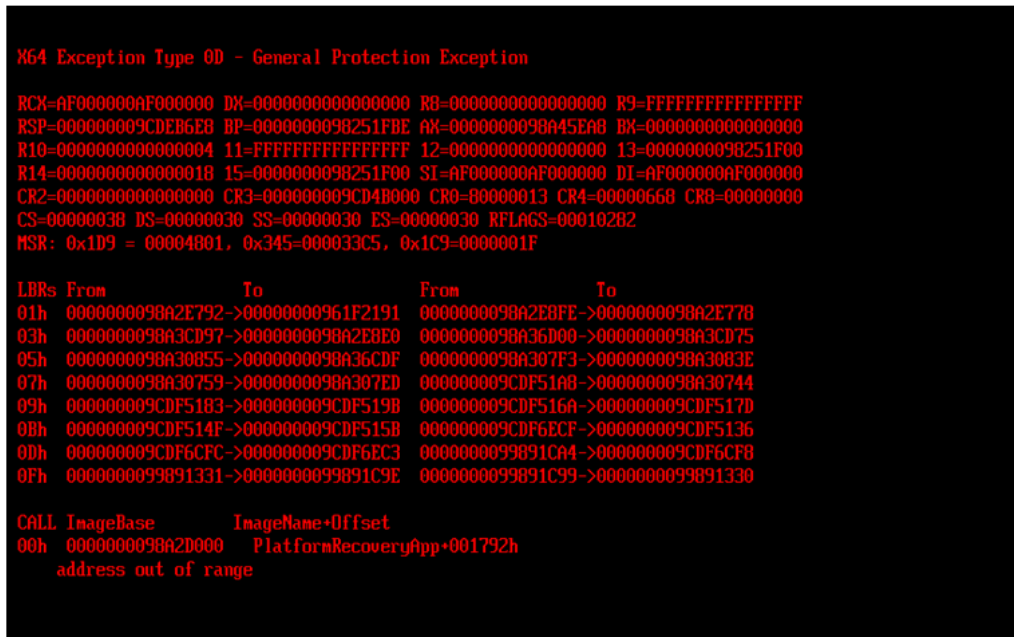 X64 Exception Type 0D - General Protection Exception
RCX=AF000000AF000000 DX=0000000000000000 R8=0000000000000000 R9=FFFFFFFFFFFFFFFF
RSP=000000009CDEB6E8 BP=0000000098251FBE AX=0000000098A45EA8 BX=0000000000000000
R10=0000000000000004 11=FFFFFFFFFFFFFFFF 12=0000000000000000 13=0000000098251F00
R14=0000000000000018 15=0000000098251F00 SI=AF000000AF000000 DI=AF000000AF000000
CR2=0000000000000000 CR3=000000009CD4B000 CR0=80000013 CR4=00000668 CR8=00000000
CS=00000038 DS=00000030 SS=00000030 ES=00000030 RFLAGS=00010282
MSR: 0x1D9 = 00004801, 0x345=000033C5, 0x1C9=0000001F
LBRs From To From To
01h 0000000098A2E792->00000000961F2191 0000000098A2E8FE->0000000098A2E778
03h 0000000098A3CD97->0000000098A2E8E0 0000000098A36D00->0000000098A3CD75
05h 0000000098A30855->0000000098A36CDF 0000000098A307F3->0000000098A3083E
07h 0000000098A30759->0000000098A307ED 000000009CDF51A8->0000000098A30744
09h 000000009CDF5183->000000009CDF519B 000000009CDF516A->000000009CDF517D
0Bh 000000009CDF514F->000000009CDF515B 000000009CDF6ECF->000000009CDF5136
0Dh 000000009CDF6CFC->000000009CDF6EC3 0000000099891CA4->000000009CDF6CF8
0Fh 0000000099891331->0000000099891C9E 0000000099891C99->0000000099891330
CALL ImageBase ImageName+Offset
00h 0000000098A2D000 PlatformRecoveryApp+001792h
address out of range